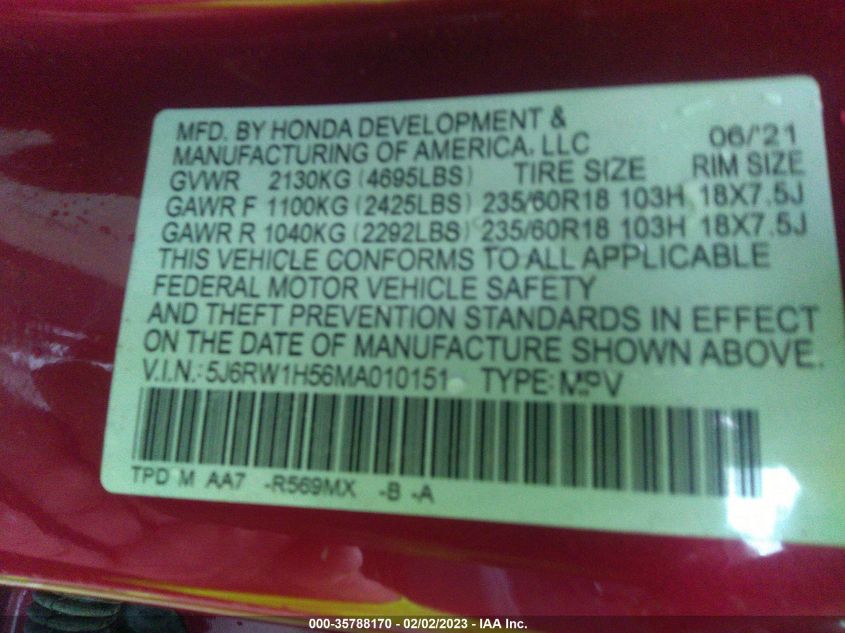 MFD. BY HONDA DEVELOPMENT &
MANUFACTURING OF AMERICA, LLC 06/'21
GVWR 2130KG (4695LBS) TIRE SIZE RIM SIZE
GAWR F 1100KG (2425LBS) 235/60R18 103H 18X7.5J
GAWR R 1040KG (2292LBS) 235/60R18 103H 18X7.5J
THIS VEHICLE CONFORMS TO ALL APPLICABLE
FEDERAL MOTOR VEHICLE SAFETY
AND THEFT PREVENTION STANDARDS IN EFFECT
ON THE DATE OF MANUFACTURE SHOWN ABOVE.
V.I.N.: 5J6RW1H56MA010151 TYPE: MPV
TPD M AA7 -R569MX -B -A
000-35788170 - 02/02/2023 - IAA Inc.